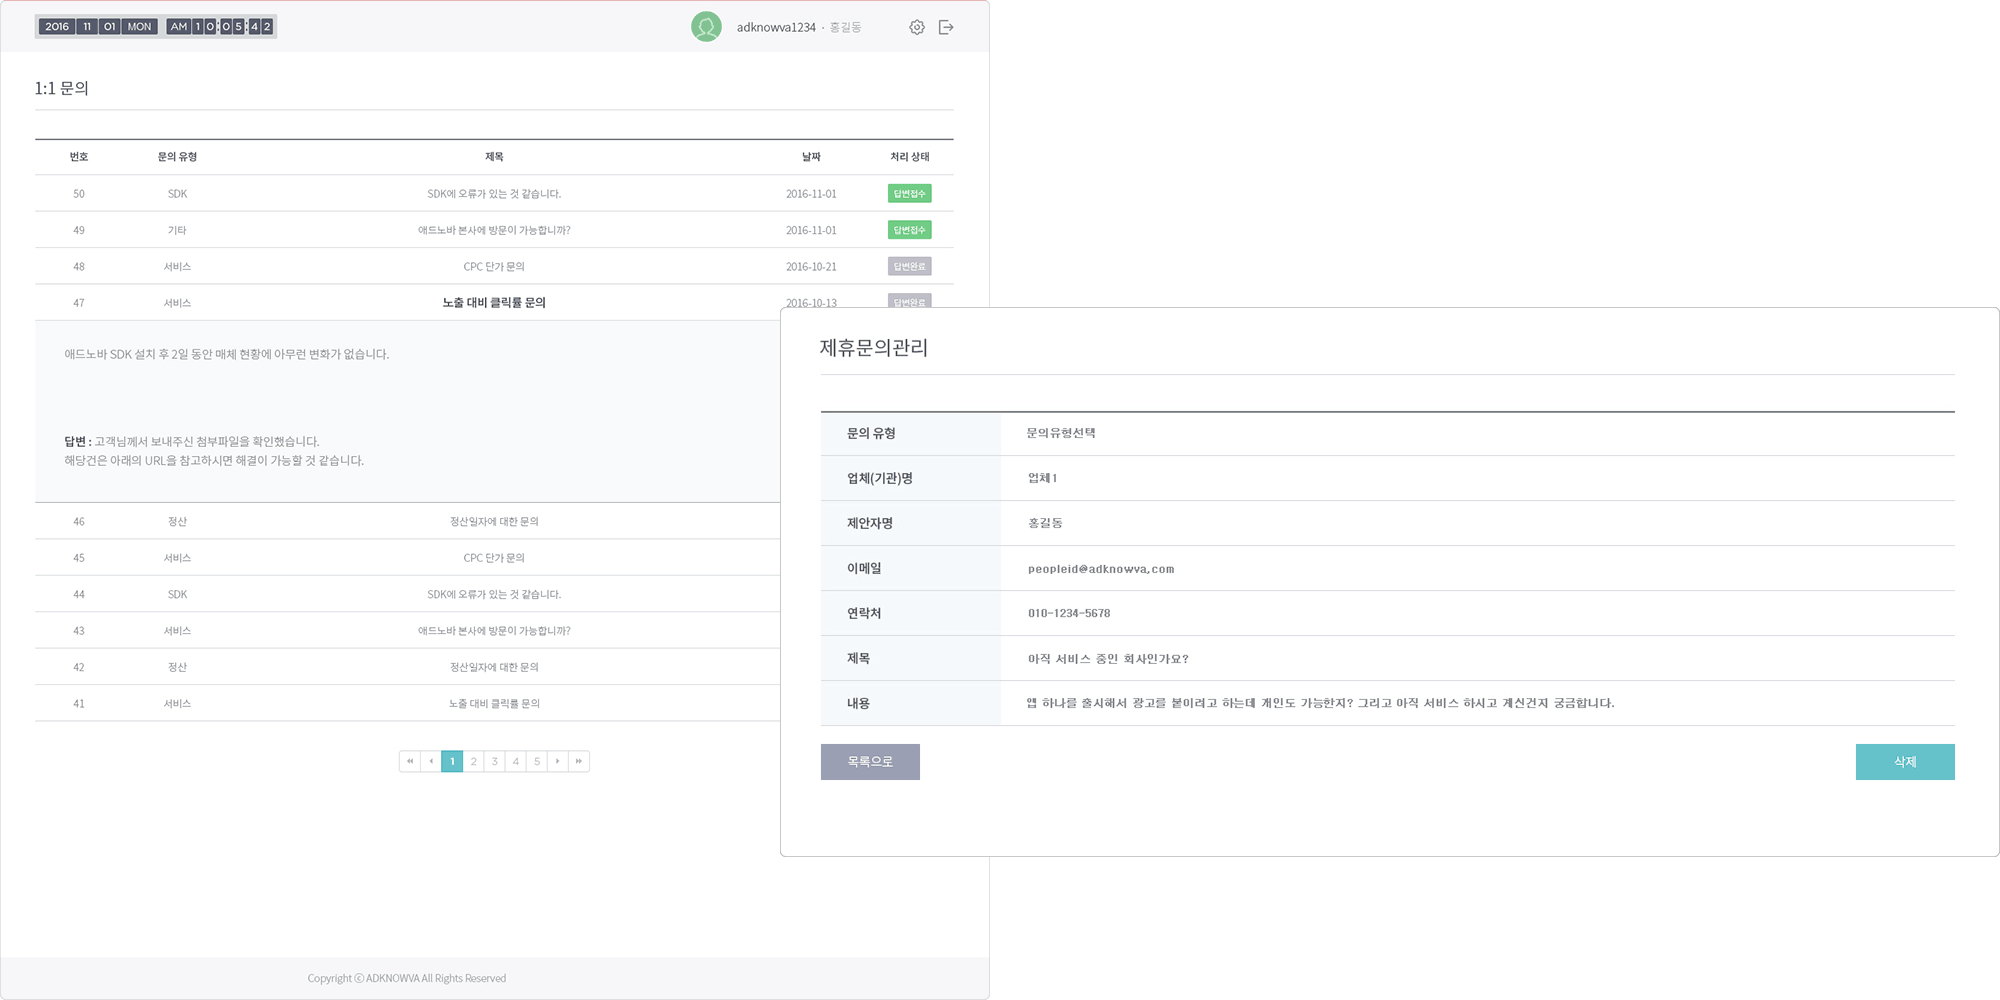 2016 11 01 MON AM 10:05:42
adknowva1234 · 홍길동
1:1 문의
번호 문의 유형 제목 날짜 처리 상태
50 SDK SDK에 오류가 있는 것 같습니다. 2016-11-01 답변접수
49 기타 애드노바 본사에 방문이 가능합니까? 2016-11-01 답변접수
48 서비스 CPC 단가 문의 2016-10-21 답변완료
47 서비스 노출 대비 클릭률 문의 2016-10-13 답변완료
애드노바 SDK 설치 후 2일 동안 매체 현황에 아무런 변화가 없습니다.
답변 : 고객님께서 보내주신 첨부파일을 확인했습니다.
해당건은 아래의 URL을 참고하시면 해결이 가능할 것 같습니다.
46 정산 정산일자에 대한 문의
45 서비스 CPC 단가 문의
44 SDK SDK에 오류가 있는 것 같습니다.
43 서비스 애드노바 본사에 방문이 가능합니까?
42 정산 정산일자에 대한 문의
41 서비스 노출 대비 클릭률 문의
1 2 3 4 5
Copyright ⓒ ADKNOWVA All Rights Reserved
제휴문의관리
문의 유형 문의유형선택
업체(기관)명 업체1
제안자명 홍길동
이메일 peopleid@adknowva.com
연락처 010-1234-5678
제목 아직 서비스 중인 회사인가요?
내용 앱 하나를 출시해서 광고를 붙이려고 하는데 개인도 가능한지? 그리고 아직 서비스 하시고 계신건지 궁금합니다.
목록으로 삭제